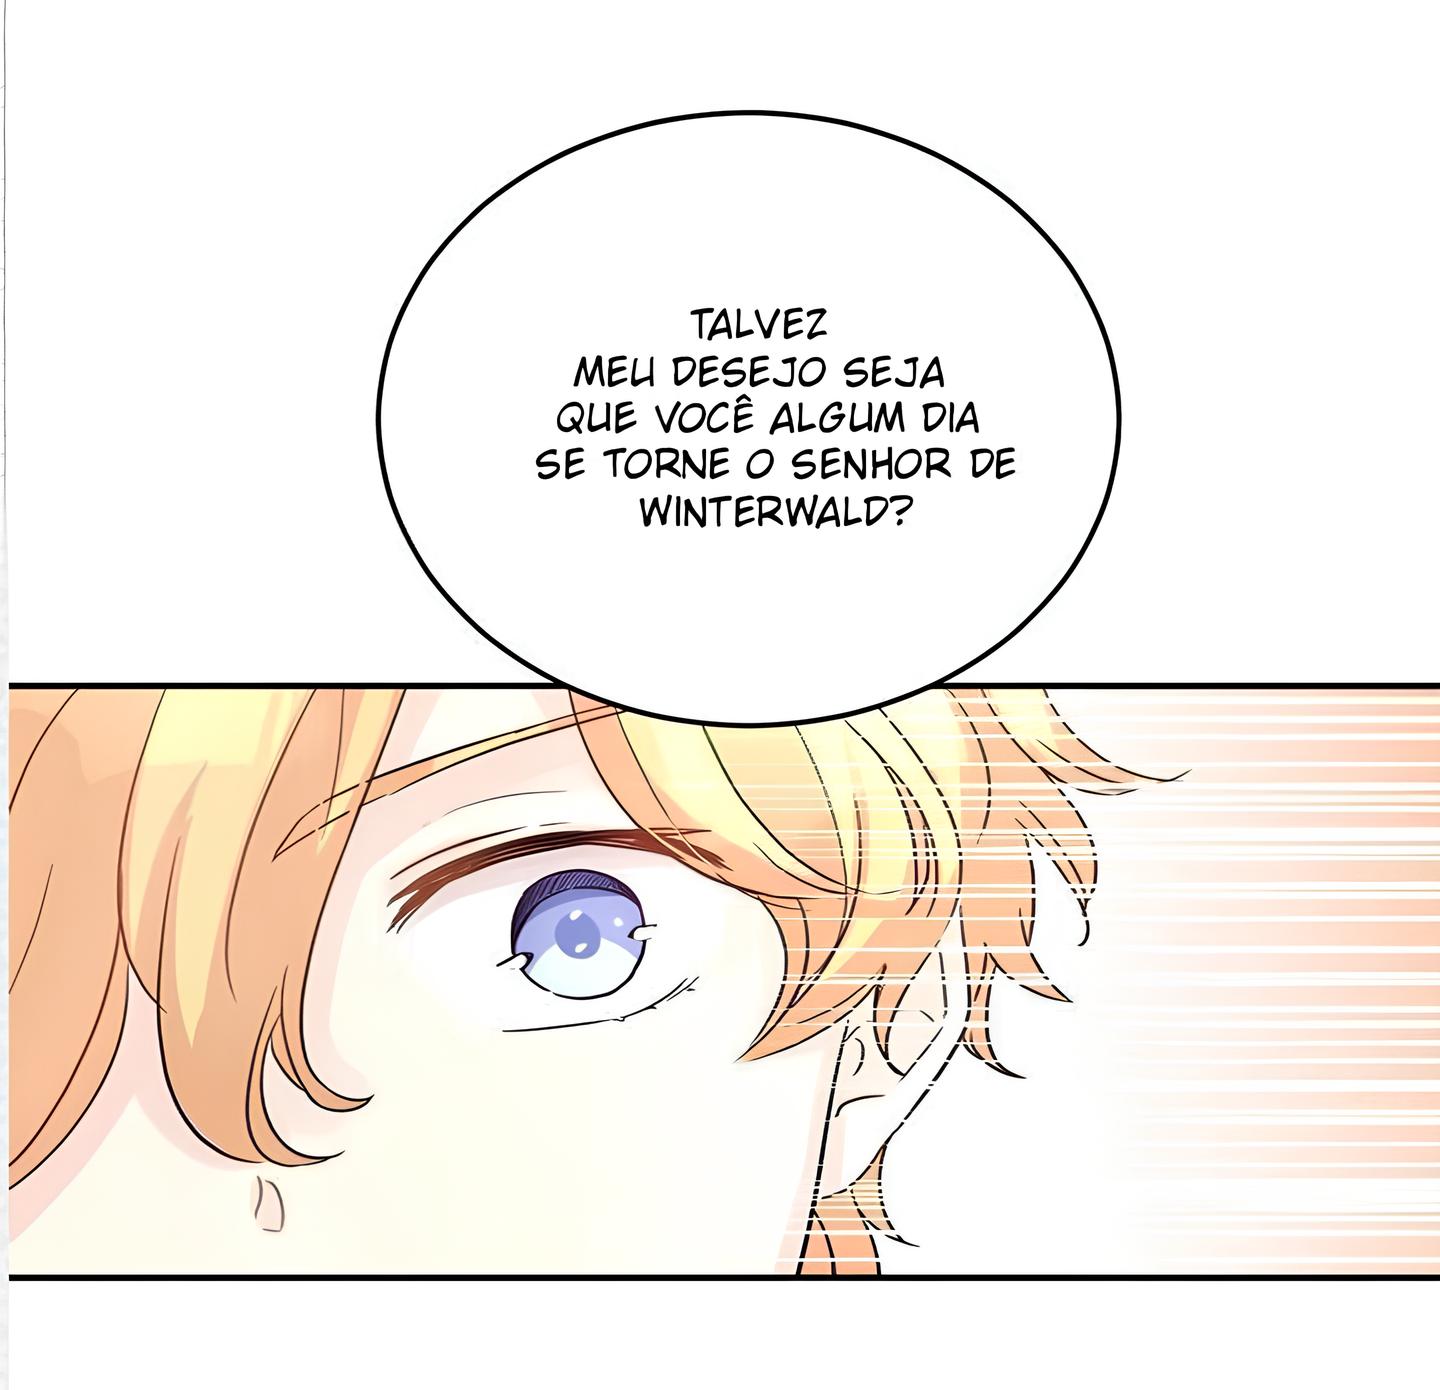 TALVEZ
MEU DESEJO SEJA
QUE VOCÊ ALGUM DIA
SE TORNE O SENHOR DE
WINTERWALD?